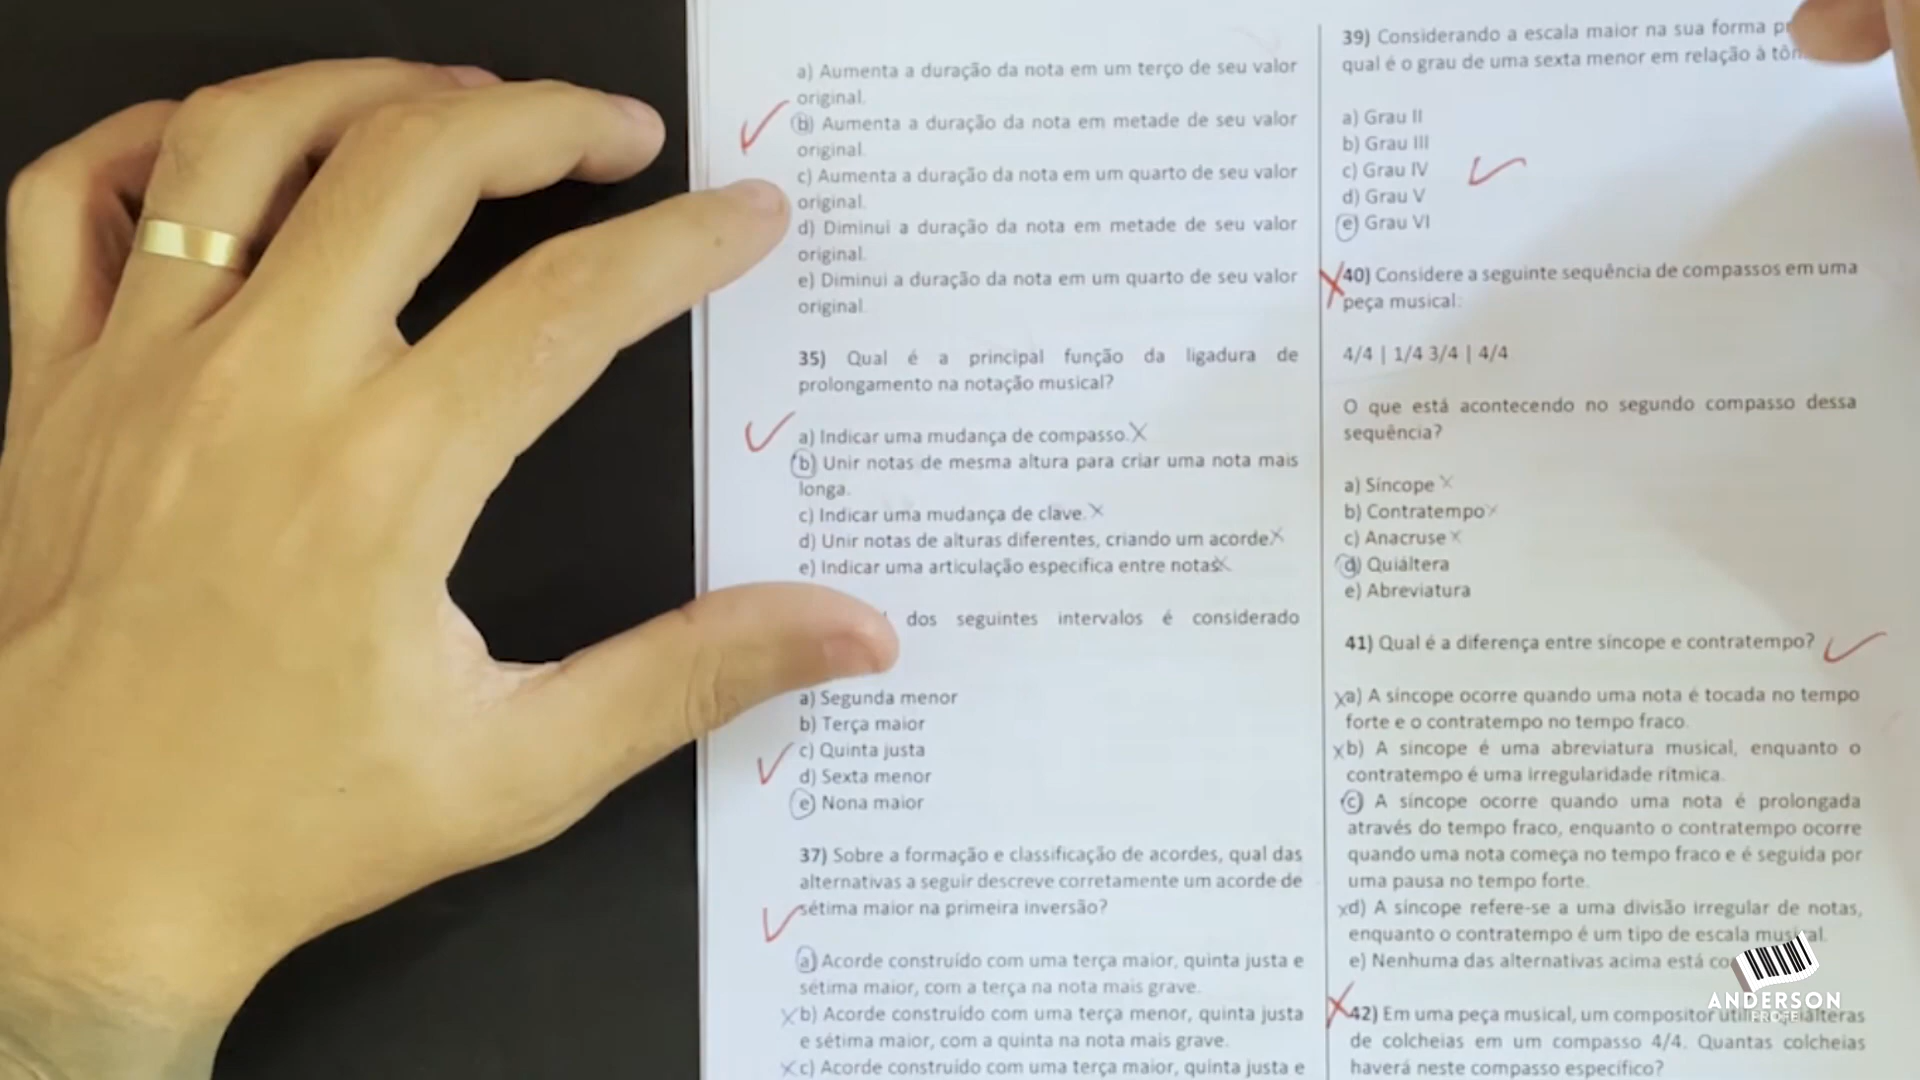 a) Aumenta a duração da nota em um terço de seu valor
original.
b) Aumenta a duração da nota em metade de seu valor
original.
c) Aumenta a duração da nota em um quarto de seu valor
original.
d) Diminui a duração da nota em metade de seu valor
original.
e) Diminui a duração da nota em um quarto de seu valor
original.
35) Qual é a principal função da ligadura de
prolongamento na notação musical?
a) Indicar uma mudança de compasso.
b) Unir notas de mesma altura para criar uma nota mais
longa.
c) Indicar uma mudança de clave.
d) Unir notas de alturas diferentes, criando um acorde.
e) Indicar uma articulação específica entre notas.
dos seguintes intervalos é considerado
a) Segunda menor
b) Terça maior
c) Quinta justa
d) Sexta menor
e) Nona maior
37) Sobre a formação e classificação de acordes, qual das
alternativas a seguir descreve corretamente um acorde de
sétima maior na primeira inversão?
a) Acorde construído com uma terça maior, quinta justa e
sétima maior, com a terça na nota mais grave.
b) Acorde construído com uma terça menor, quinta justa
e sétima maior, com a quinta na nota mais grave.
c) Acorde construído com uma terça maior, quinta justa e
39) Considerando a escala maior na sua forma
qual é o grau de uma sexta menor em relação à
a) Grau II
b) Grau III
c) Grau IV
d) Grau V
e) Grau VI
40) Considere a seguinte sequência de compassos em uma
peça musical:
4/4 | 1/4 3/4 | 4/4
O que está acontecendo no segundo compasso dessa
sequência?
a) Síncope
b) Contratempo
c) Anacruse
d) Quiáltera
e) Abreviatura
41) Qual é a diferença entre síncope e contratempo?
a) A síncope ocorre quando uma nota é tocada no tempo
forte e o contratempo no tempo fraco.
b) A síncope é uma abreviatura musical, enquanto o
contratempo é uma irregularidade rítmica.
c) A síncope ocorre quando uma nota é prolongada
através do tempo fraco, enquanto o contratempo ocorre
quando uma nota começa no tempo fraco e é seguida por
uma pausa no tempo forte.
d) A síncope refere-se a uma divisão irregular de notas,
enquanto o contratempo é um tipo de escala musical.
e) Nenhuma das alternativas acima está
42) Em uma peça musical, um compositor quiálteras
de colcheias em um compasso 4/4. Quantas colcheias
haverá neste compasso específico?
ANDERSON
PROFE